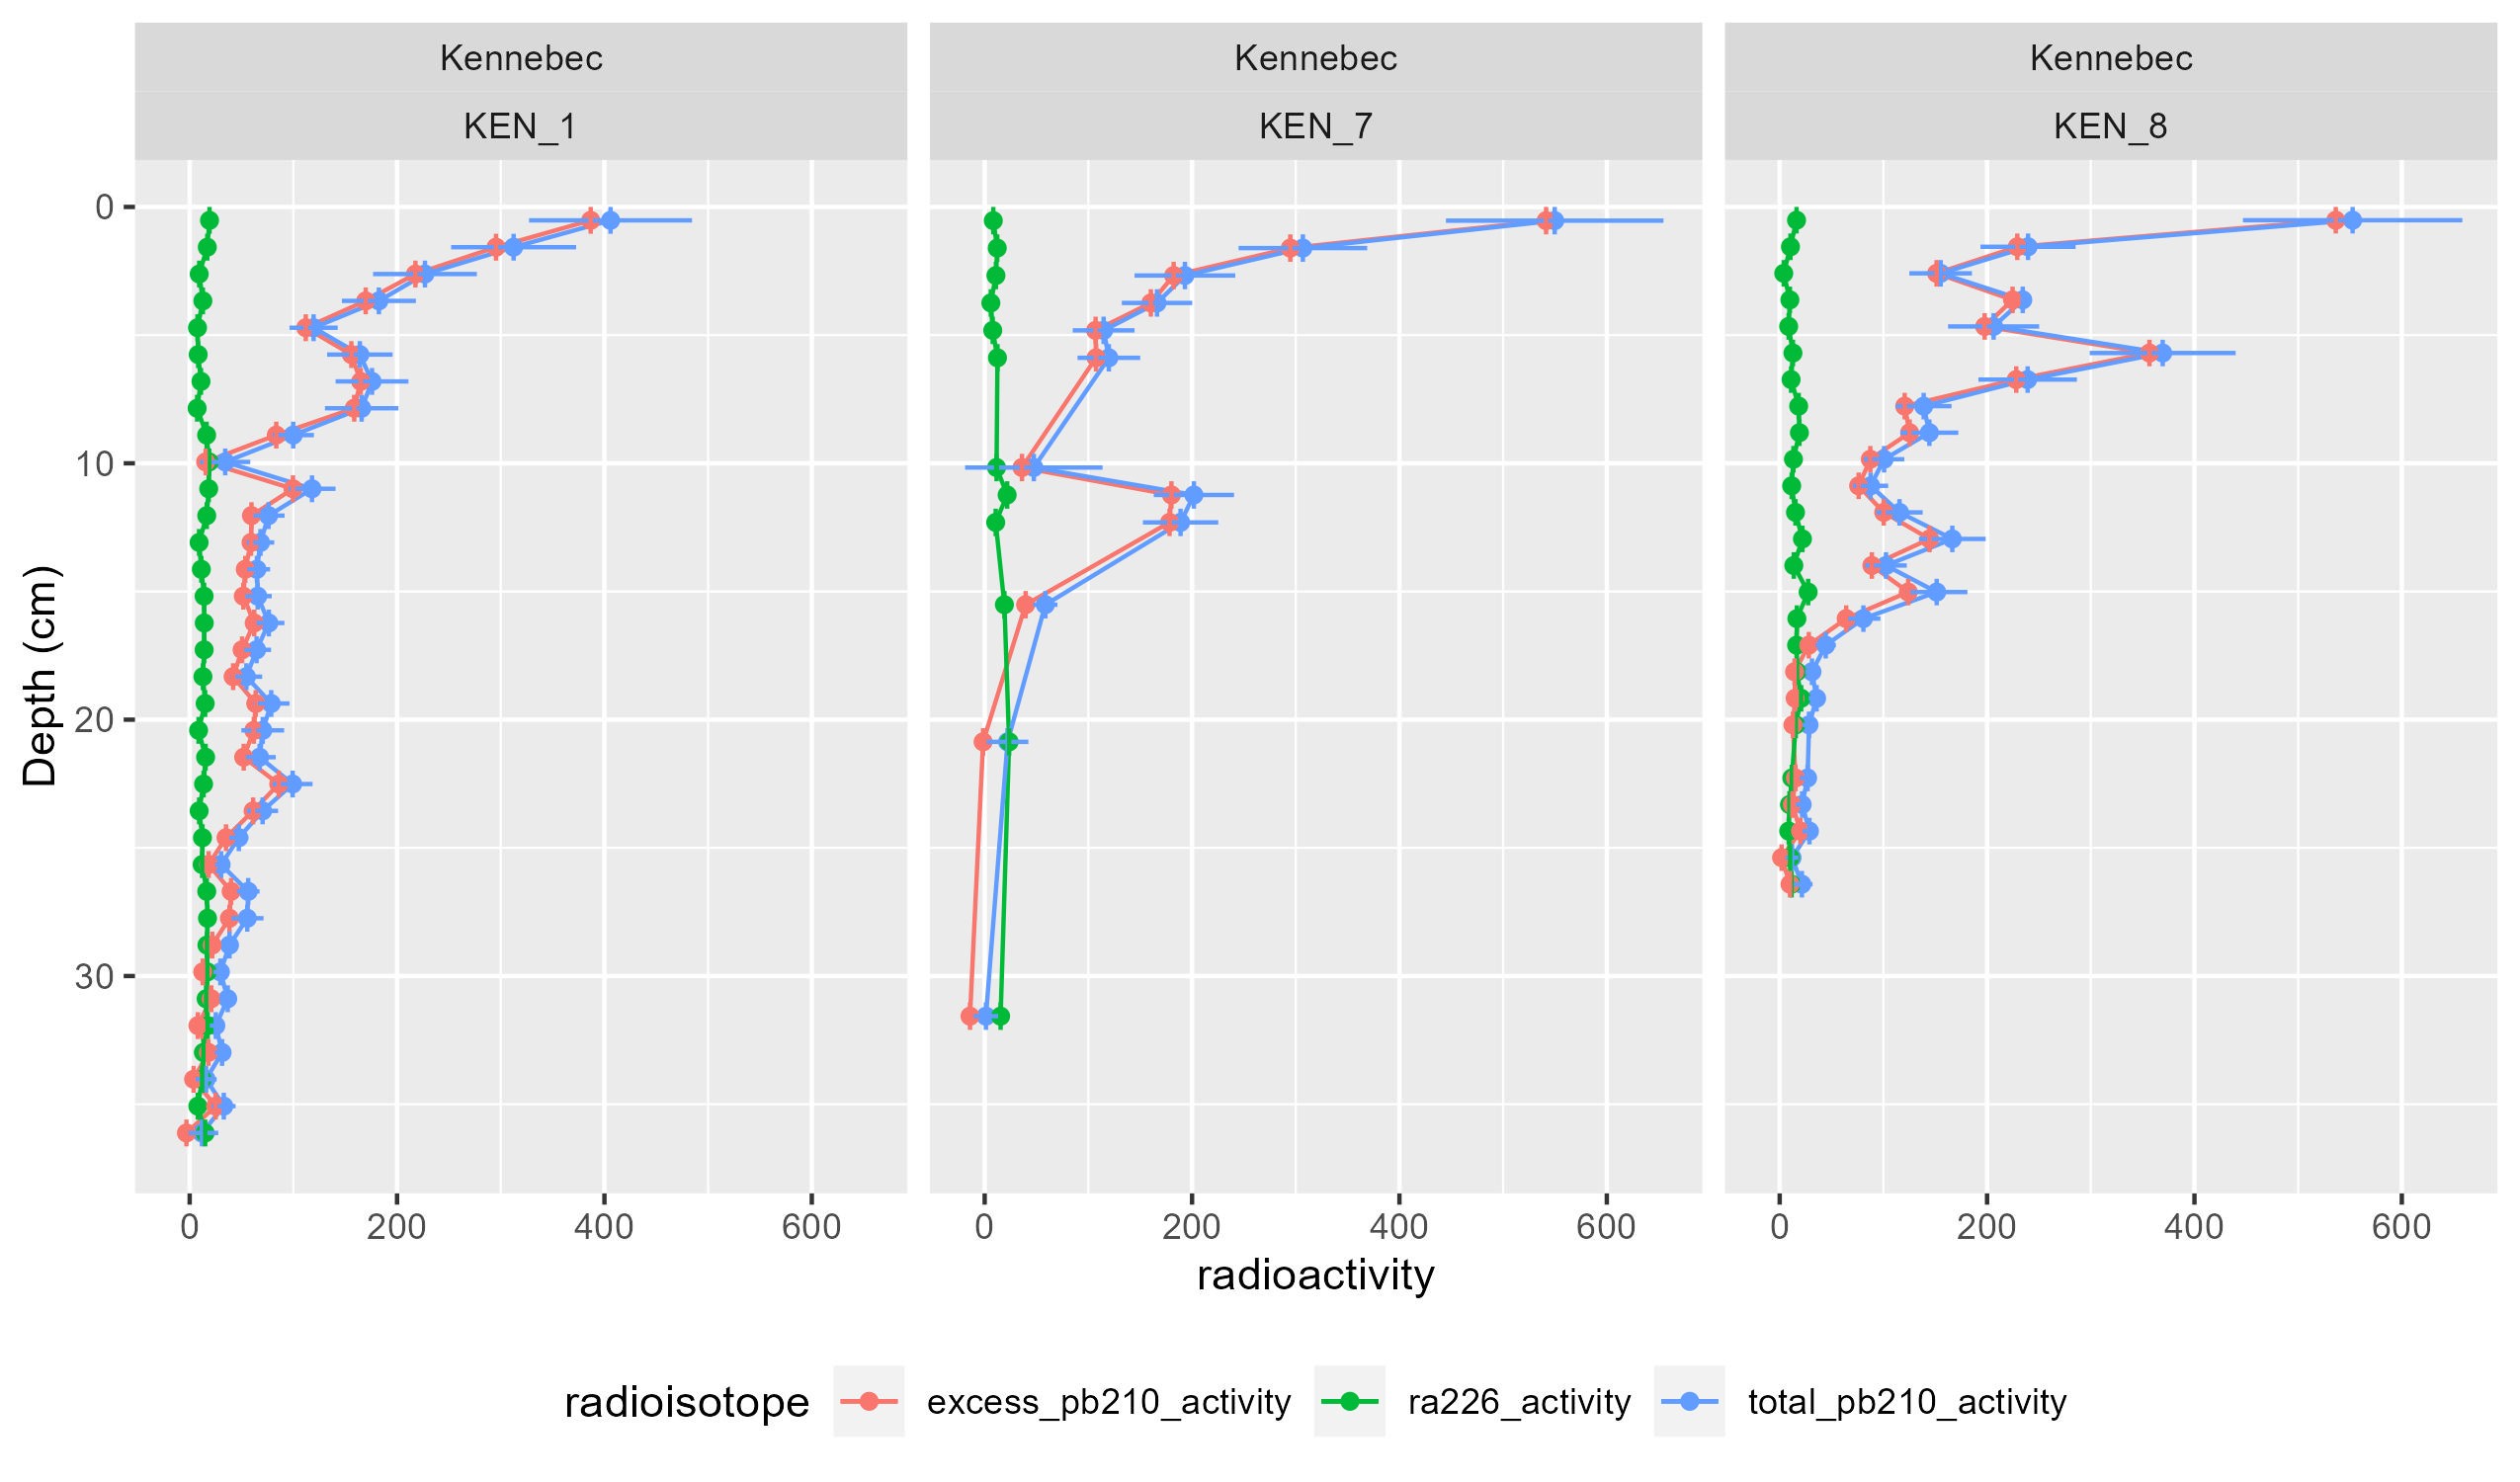 Kennebec Kennebec Kennebec
KEN_1 KEN_7 KEN_8
0
10
20
30
Depth (cm)
0 200 400 600 0 200 400 600 0 200 400 600
radioactivity
radioisotope excess_pb210_activity ra226_activity total_pb210_activity